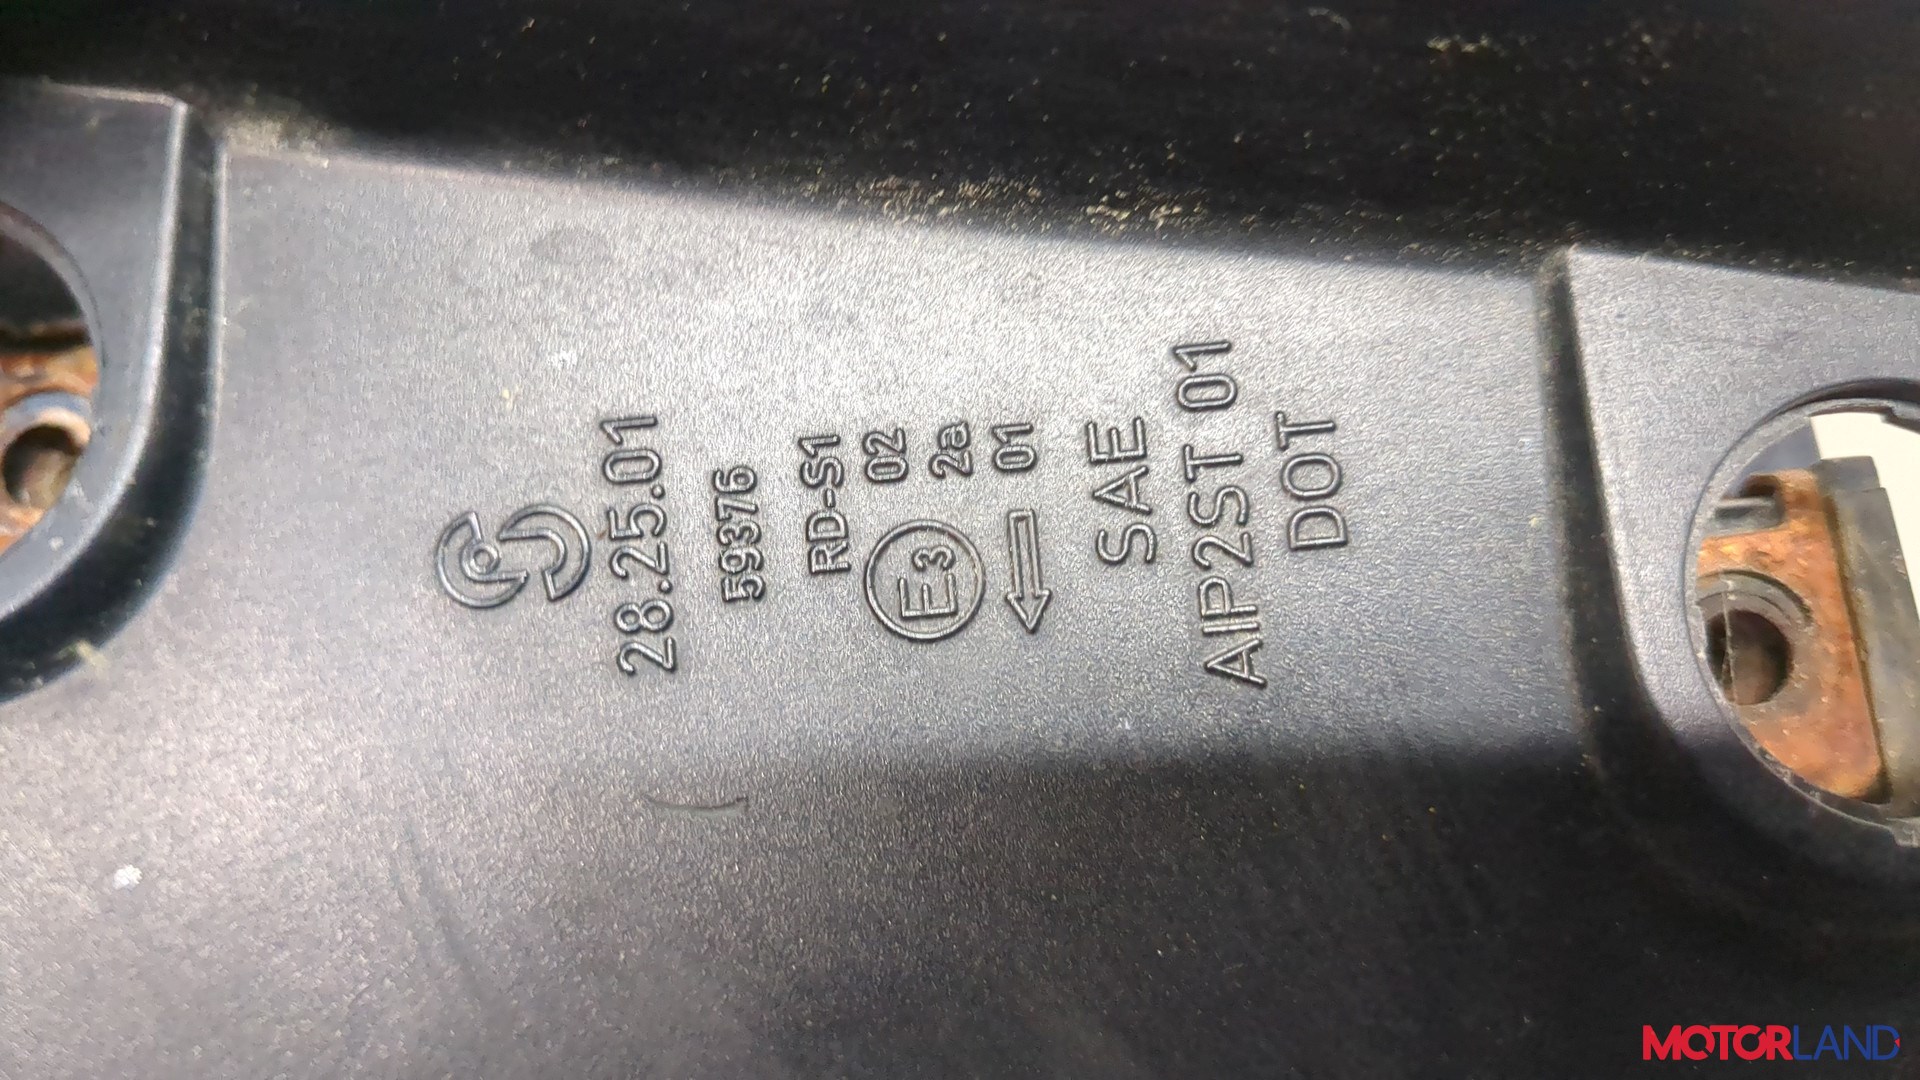 28.25.01
59376
RD-S1
02
E3 2a
01
SAE
AIP2ST 01
DOT
MOTORLAND